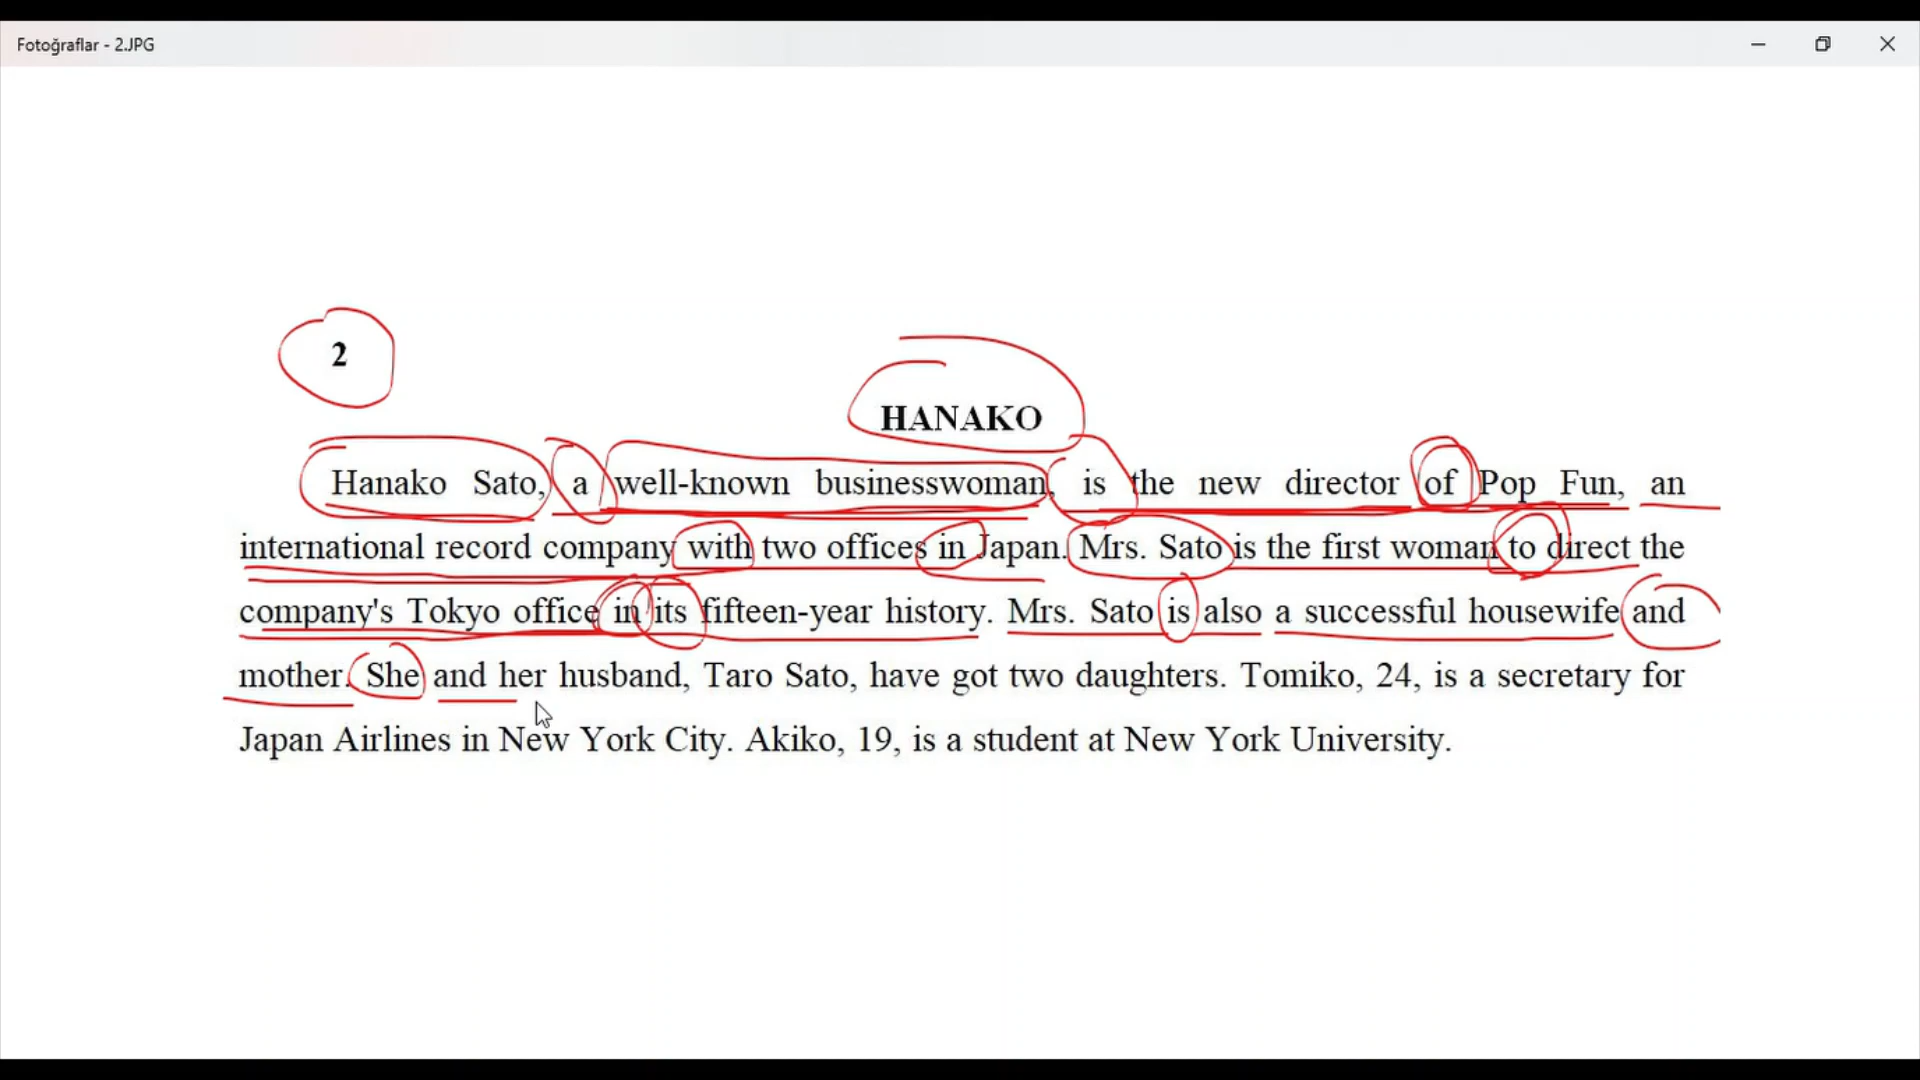 Fotoğraflar - 2.JPG
2
HANAKO
Hanako Sato, a well-known businesswoman, is the new director of Pop Fun, an
international record company with two offices in Japan. Mrs. Sato is the first woman to direct the
company's Tokyo office in its fifteen-year history. Mrs. Sato is also a successful housewife and
mother. She and her husband, Taro Sato, have got two daughters. Tomiko, 24, is a secretary for
Japan Airlines in New York City. Akiko, 19, is a student at New York University.